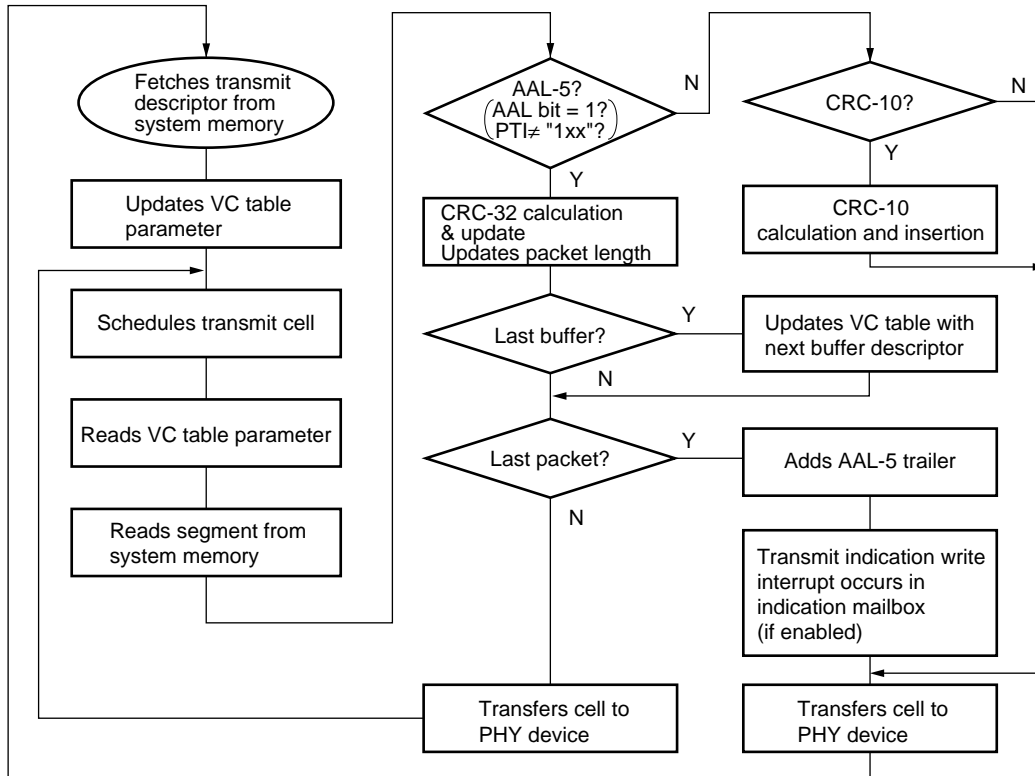 Fetches transmit
descriptor from
system memory
Updates VC table
parameter
Schedules transmit cell
Reads VC table parameter
Reads segment from
system memory
AAL-5?
(AAL bit = 1?)
(PTI≠ "1xx"?)
N
Y
CRC-10?
N
Y
CRC-32 calculation
& update
Updates packet length
CRC-10
calculation and insertion
Last buffer?
Y
N
Updates VC table with
next buffer descriptor
Last packet?
Y
N
Adds AAL-5 trailer
Transmit indication write
interrupt occurs in
indication mailbox
(if enabled)
Transfers cell to
PHY device
Transfers cell to
PHY device